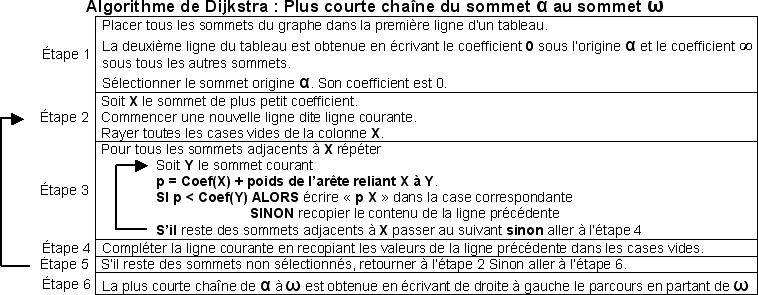 Algorithme de Dijkstra : Plus courte chaîne du sommet α au sommet ω
Étape 1
Placer tous les sommets du graphe dans la première ligne d'un tableau.
La deuxième ligne du tableau est obtenue en écrivant le coefficient 0 sous l'origine α et le coefficient ∞
sous tous les autres sommets.
Sélectionner le sommet origine α. Son coefficient est 0.
Étape 2
Soit X le sommet de plus petit coefficient.
Commencer une nouvelle ligne dite ligne courante.
Rayer toutes les cases vides de la colonne X.
Étape 3
Pour tous les sommets adjacents à X répéter
Soit Y le sommet courant
p = Coef(X) + poids de l'arête reliant X à Y.
SI p < Coef(Y) ALORS écrire « p X » dans la case correspondante
SINON recopier le contenu de la ligne précédente
S'il reste des sommets adjacents à X passer au suivant sinon aller à l'étape 4
Étape 4
Compléter la ligne courante en recopiant les valeurs de la ligne précédente dans les cases vides.
Étape 5
S'il reste des sommets non sélectionnés, retourner à l'étape 2 Sinon aller à l'étape 6.
Étape 6
La plus courte chaîne de α à ω est obtenue en écrivant de droite à gauche le parcours en partant de ω